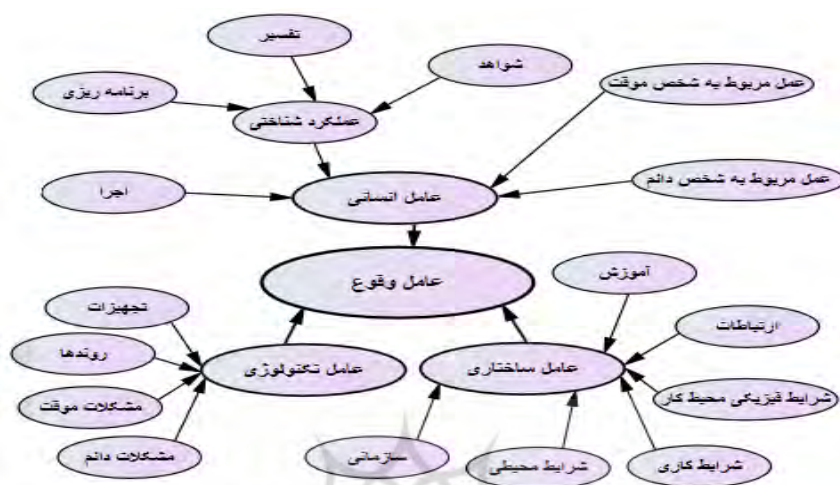 تفسیر
شواهد
برنامه ریزی
عملکرد شناختی
عمل مربوط به شخص موقت
عمل مربوط به شخص دائم
اجرا
عامل انسانی
عامل وقوع
آموزش
تجهیزات
ارتباطات
روندها
عامل تکنولوژی
عامل ساختاری
شرایط فیزیکی محیط کار
مشکلات موقت
مشکلات دائم
سازمانی
شرایط محیطی
شرایط کاری